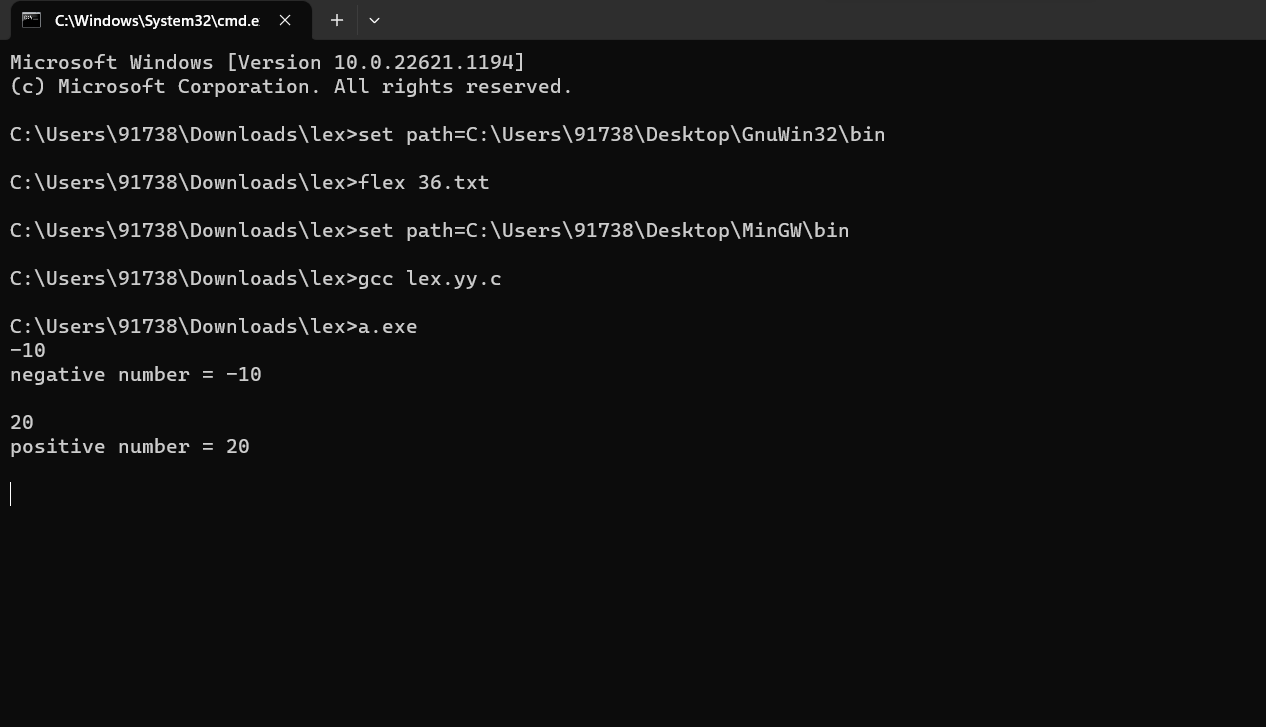 C:\Windows\System32\cmd.e
Microsoft Windows [Version 10.0.22621.1194]
(c) Microsoft Corporation. All rights reserved.
C:\Users\91738\Downloads\lex>set path=C:\Users\91738\Desktop\GnuWin32\bin
C:\Users\91738\Downloads\lex>flex 36.txt
C:\Users\91738\Downloads\lex>set path=C:\Users\91738\Desktop\MinGW\bin
C:\Users\91738\Downloads\lex>gcc lex.yy.c
C:\Users\91738\Downloads\lex>a.exe
-10
negative number = -10
20
positive number = 20